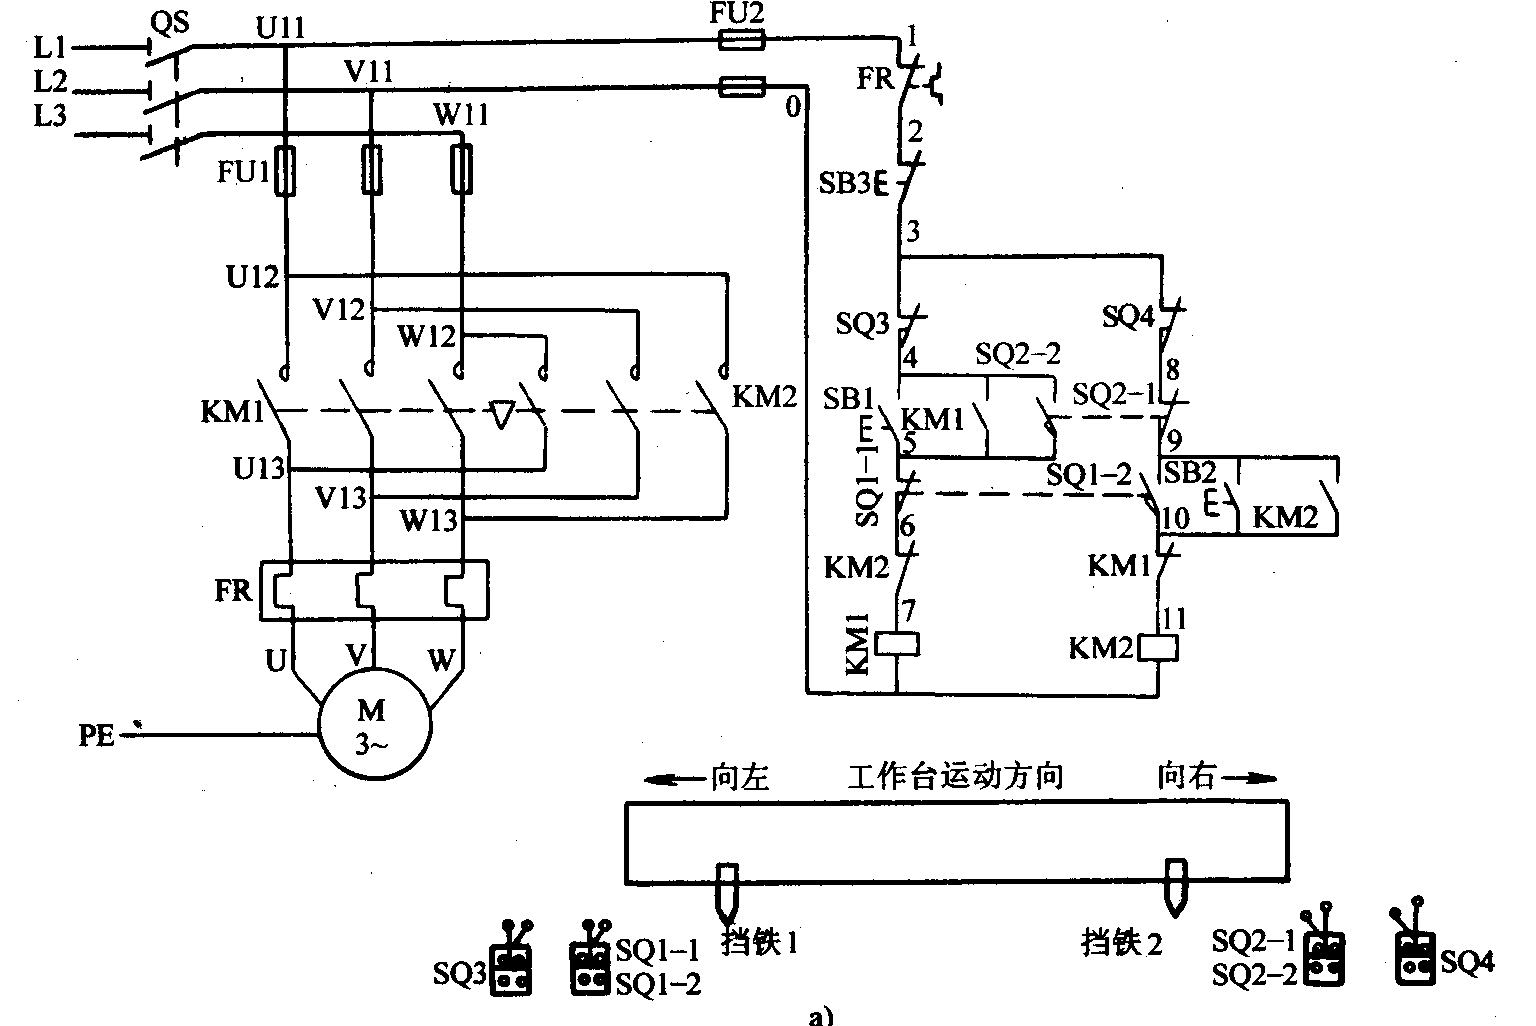 QS
U11
FU2
1
L1
L2
V11
FR
L3
W11
0
2
FU1
SB3
3
U12
V12
W12
SQ3
SQ4
4
SQ2-2
8
KM1
KM2
SB1
KM1
SQ2-1
5
9
U13
SQ1-1
SQ1-2
SB2
V13
W13
6
10
KM2
FR
KM2
KM1
7
11
U
V
W
KM1
KM2
M
3~
PE
向左
工作台运动方向
向右
挡铁1
挡铁2
SQ3
SQ1-1
SQ1-2
SQ2-1
SQ2-2
SQ4
a)